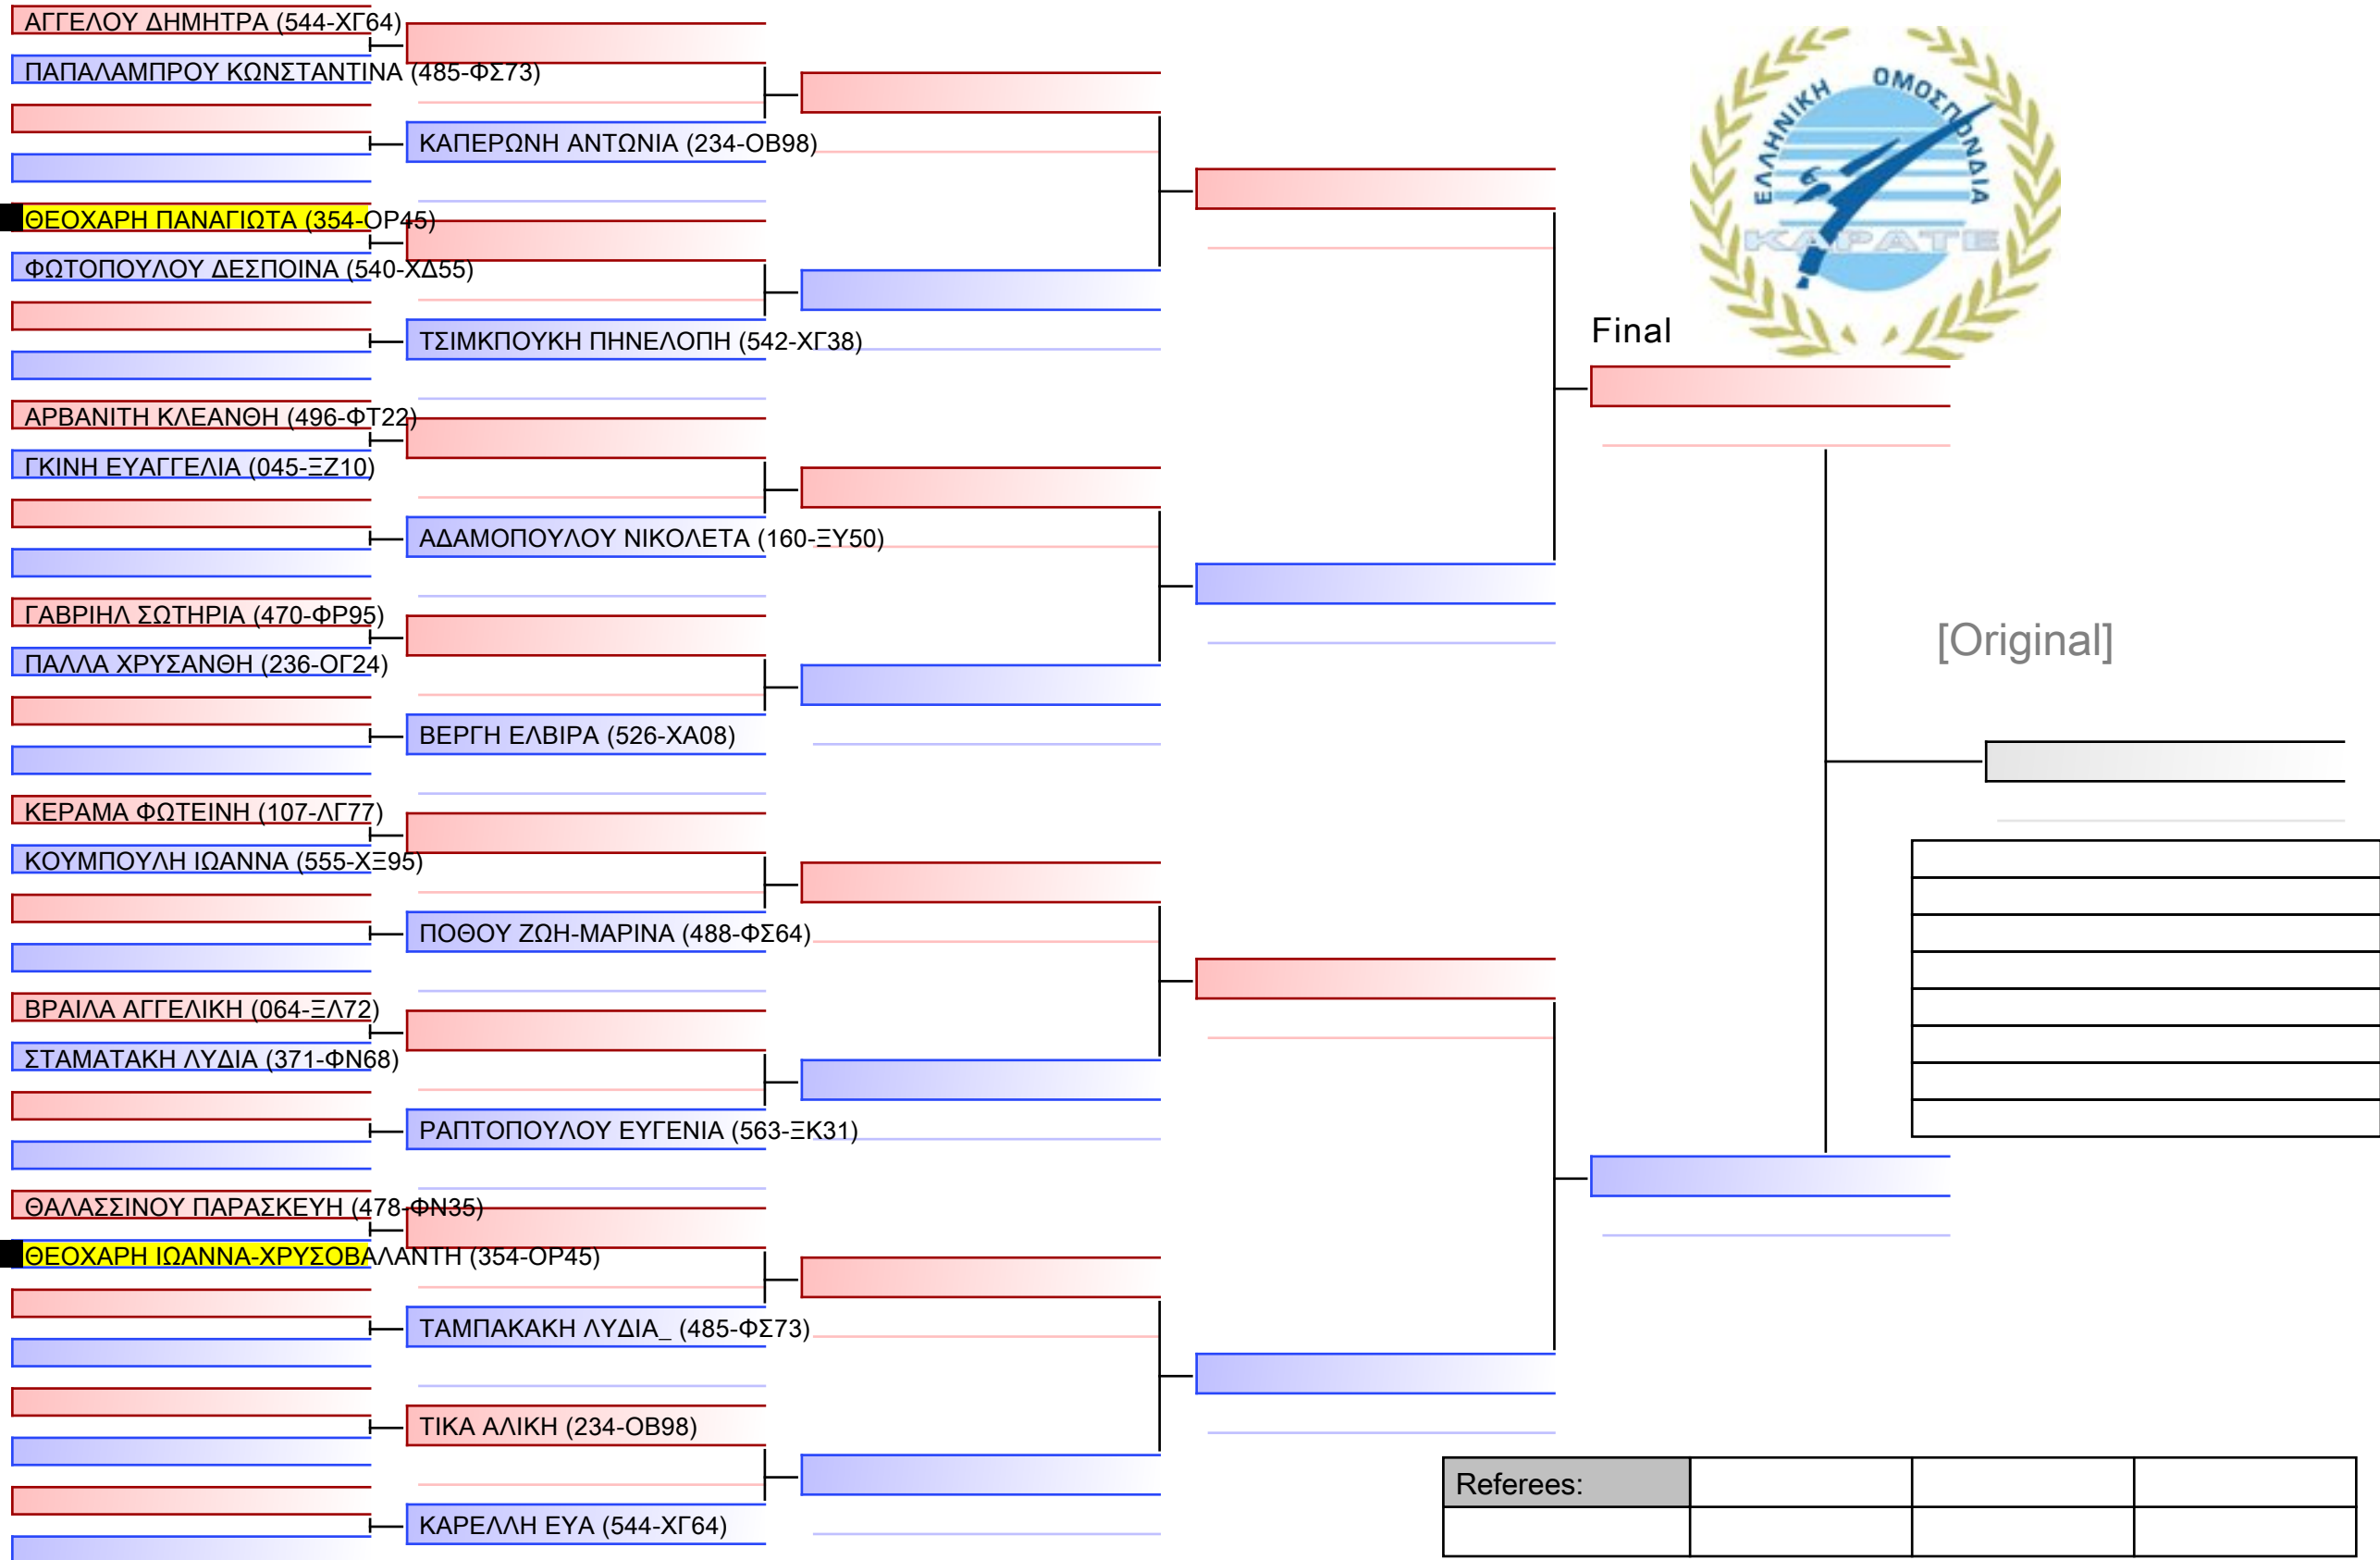 ΑΓΓΕΛΟΥ ΔΗΜΗΤΡΑ (544-ΧΓ64)
ΠΑΠΑΛΑΜΠΡΟΥ ΚΩΝΣΤΑΝΤΙΝΑ (485-ΦΣ73)
ΚΑΠΕΡΩΝΗ ΑΝΤΩΝΙΑ (234-ΟΒ98)
ΘΕΟΧΑΡΗ ΠΑΝΑΓΙΩΤΑ (354-ΟΡ45)
ΦΩΤΟΠΟΥΛΟΥ ΔΕΣΠΟΙΝΑ (540-ΧΔ55)
ΤΣΙΜΚΠΟΥΚΗ ΠΗΝΕΛΟΠΗ (542-ΧΓ38)
ΑΡΒΑΝΙΤΗ ΚΛΕΑΝΘΗ (496-ΦΤ22)
ΓΚΙΝΗ ΕΥΑΓΓΕΛΙΑ (045-ΞΖ10)
ΑΔΑΜΟΠΟΥΛΟΥ ΝΙΚΟΛΕΤΑ (160-ΞΥ50)
ΓΑΒΡΙΗΛ ΣΩΤΗΡΙΑ (470-ΦΡ95)
ΠΑΛΛΑ ΧΡΥΣΑΝΘΗ (236-ΟΓ24)
ΒΕΡΓΗ ΕΛΒΙΡΑ (526-ΧΑ08)
ΚΕΡΑΜΑ ΦΩΤΕΙΝΗ (107-ΛΓ77)
ΚΟΥΜΠΟΥΛΗ ΙΩΑΝΝΑ (555-ΧΞ95)
ΠΟΘΟΥ ΖΩΗ-ΜΑΡΙΝΑ (488-ΦΣ64)
ΒΡΑΙΛΑ ΑΓΓΕΛΙΚΗ (064-ΞΛ72)
ΣΤΑΜΑΤΑΚΗ ΛΥΔΙΑ (371-ΦΝ68)
ΡΑΠΤΟΠΟΥΛΟΥ ΕΥΓΕΝΙΑ (563-ΞΚ31)
ΘΑΛΑΣΣΙΝΟΥ ΠΑΡΑΣΚΕΥΗ (478-ΦΝ35)
ΘΕΟΧΑΡΗ ΙΩΑΝΝΑ-ΧΡΥΣΟΒΑΛΑΝΤΗ (354-ΟΡ45)
ΤΑΜΠΑΚΑΚΗ ΛΥΔΙΑ_ (485-ΦΣ73)
ΤΙΚΑ ΑΛΙΚΗ (234-ΟΒ98)
ΚΑΡΕΛΛΗ ΕΥΑ (544-ΧΓ64)
ΕΛΛΗΝΙΚΗ ΟΜΟΣΠΟΝΔΙΑ
ΚΑΡΑΤΕ
Final
[Original]
Referees: